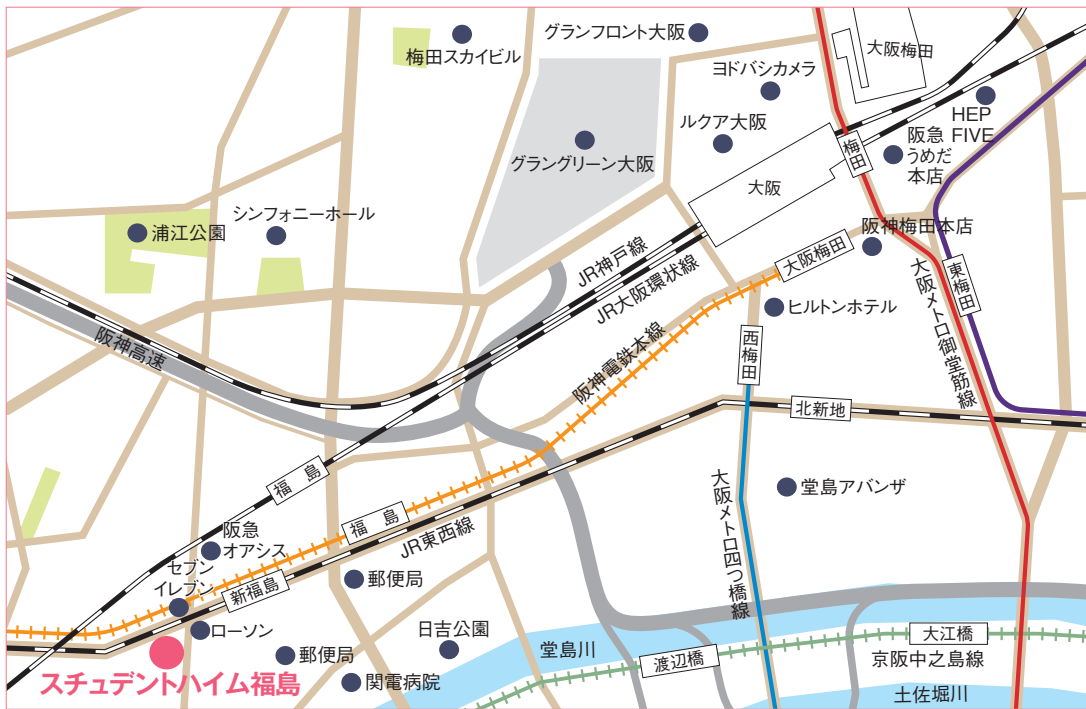 グランフロント大阪
梅田スカイビル
大阪梅田
ヨドバシカメラ
HEP
FIVE
ルクア大阪
梅田
阪急
うめだ
本店
グラングリーン大阪
大阪
シンフォニーホール
浦江公園
阪神梅田本店
JR神戸線
大阪梅田
JR大阪環状線
東梅田
大阪メトロ御堂筋線
ヒルトンホテル
阪神高速
阪神電鉄本線
西梅田
北新地
福島
堂島アバンザ
大阪メトロ四つ橋線
福島
阪急
オアシス
JR東西線
セブン
イレブン
新福島
郵便局
ローソン
日吉公園
大江橋
堂島川
渡辺橋
京阪中之島線
郵便局
スチュデントハイム福島
関電病院
土佐堀川